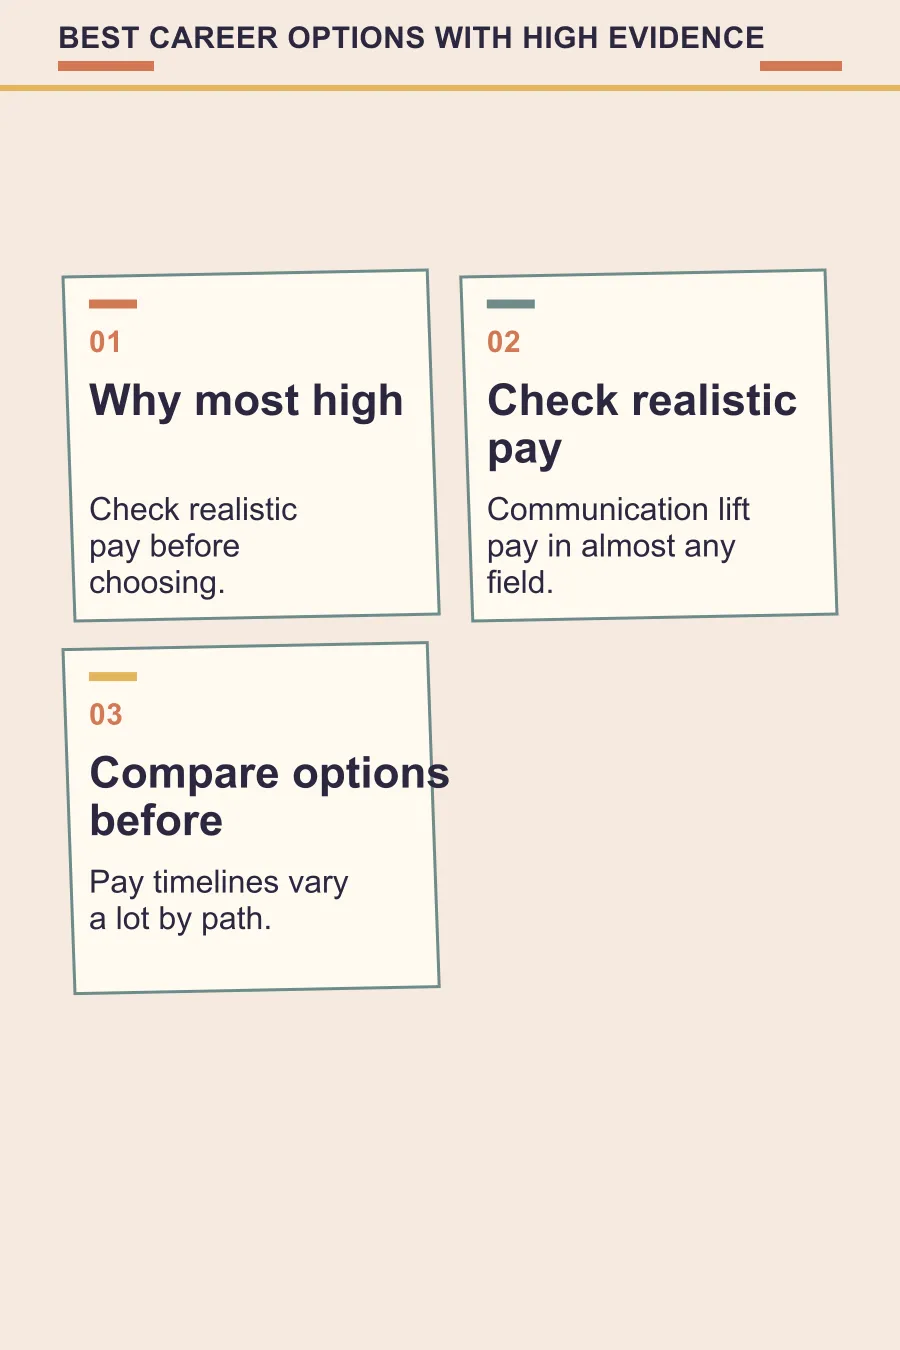 BEST CAREER OPTIONS WITH HIGH EVIDENCE
01
Why most high
Check realistic
pay before
choosing.
02
Check realistic
pay
Communication lift
pay in almost any
field.
03
Compare options
before
Pay timelines vary
a lot by path.